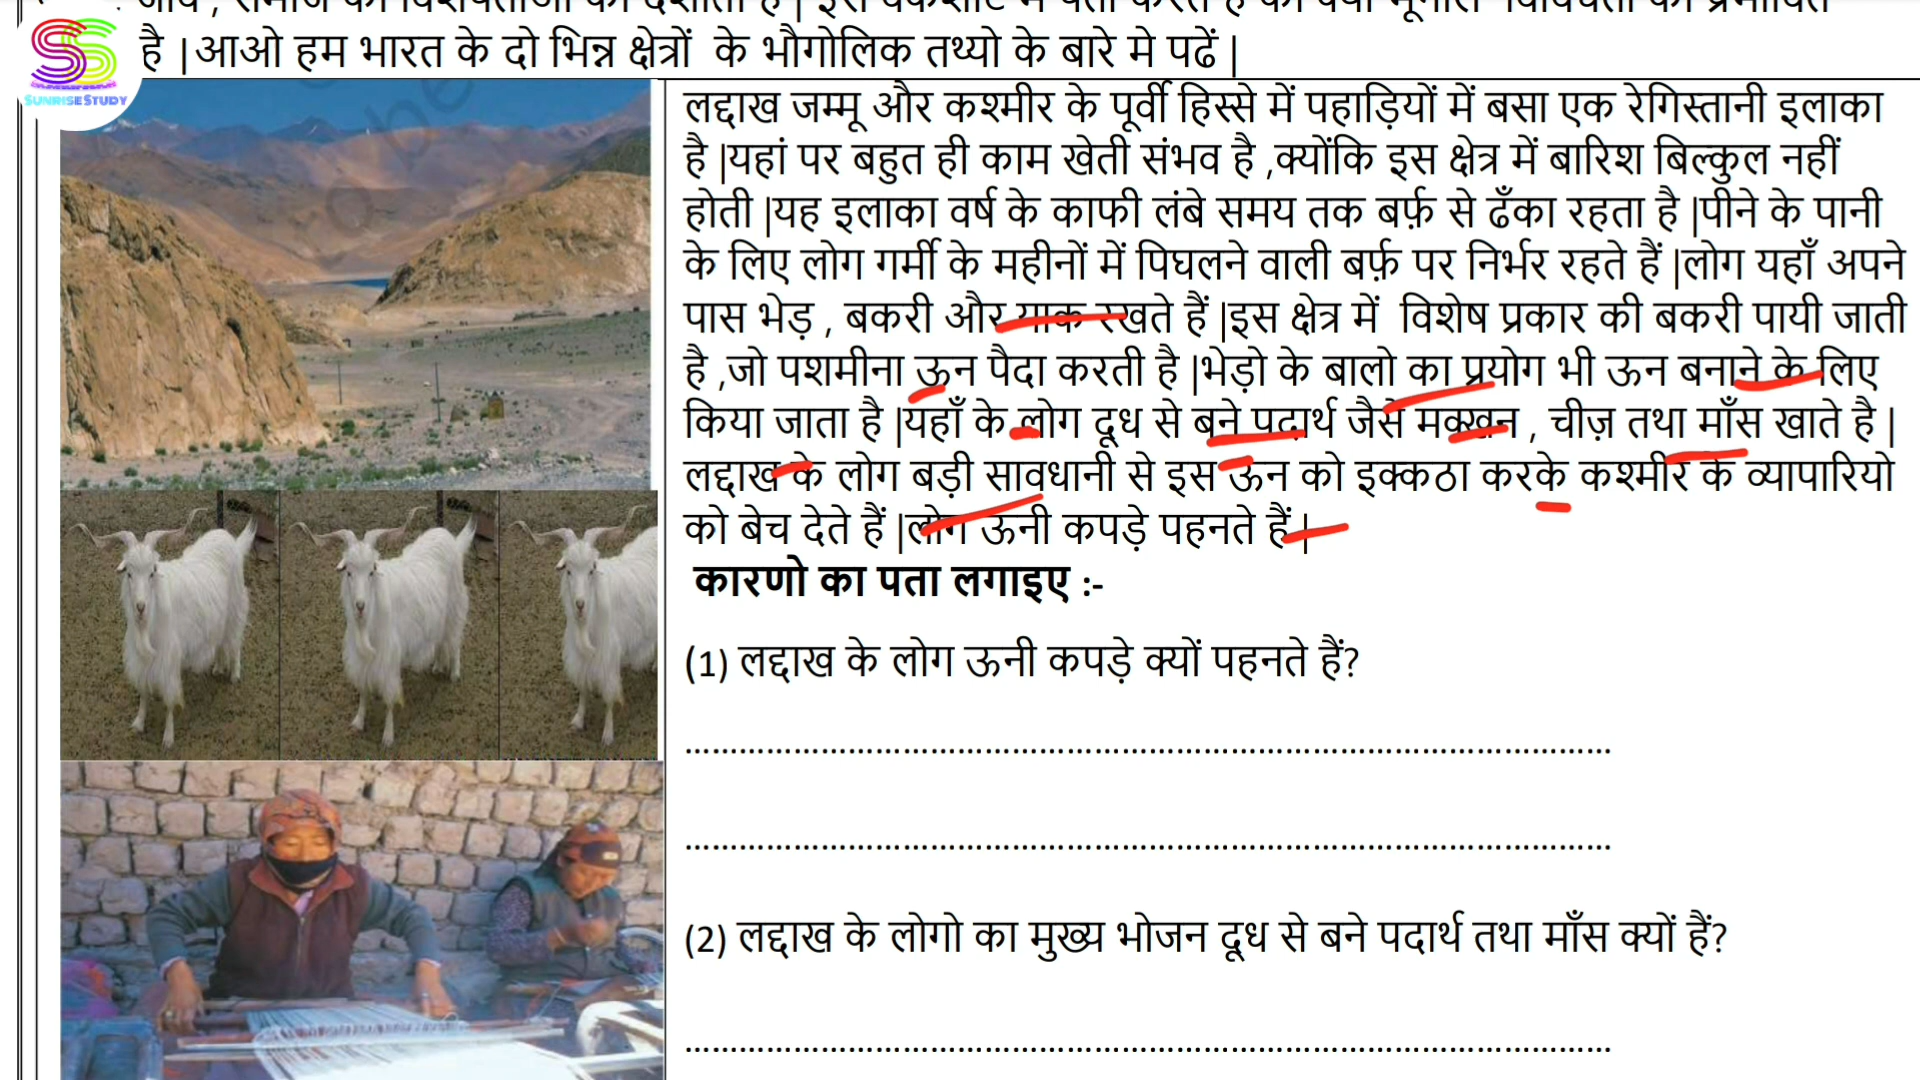 है |आओ हम भारत के दो भिन्न क्षेत्रों के भौगोलिक तथ्यो के बारे मे पढें |
SUNRISE STUDY
लद्दाख जम्मू और कश्मीर के पूर्वी हिस्से में पहाड़ियों में बसा एक रेगिस्तानी इलाका
है |यहां पर बहुत ही काम खेती संभव है ,क्योंकि इस क्षेत्र में बारिश बिल्कुल नहीं
होती |यह इलाका वर्ष के काफी लंबे समय तक बर्फ़ से ढँका रहता है |पीने के पानी
के लिए लोग गर्मी के महीनों में पिघलने वाली बर्फ़ पर निर्भर रहते हैं |लोग यहाँ अपने
पास भेड़ , बकरी और याक रखते हैं |इस क्षेत्र में विशेष प्रकार की बकरी पायी जाती
है ,जो पशमीना ऊन पैदा करती है |भेड़ो के बालो का प्रयोग भी ऊन बनाने के लिए
किया जाता है |यहाँ के लोग दूध से बने पदार्थ जैसे मक्खन , चीज़ तथा माँस खाते है |
लद्दाख के लोग बड़ी सावधानी से इस ऊन को इक्कठा करके कश्मीर के व्यापारियो
को बेच देते हैं |लोग ऊनी कपड़े पहनते हैं |
कारणो का पता लगाइए :-
(1) लद्दाख के लोग ऊनी कपड़े क्यों पहनते हैं?
(2) लद्दाख के लोगो का मुख्य भोजन दूध से बने पदार्थ तथा माँस क्यों हैं?